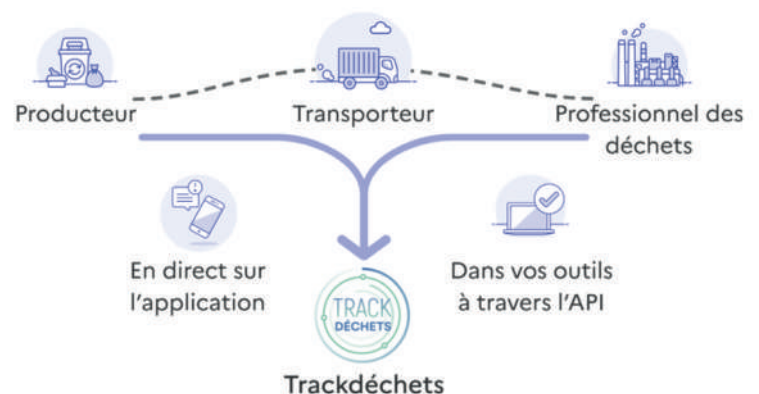 Producteur
Transporteur
Professionnel des
déchets
En direct sur
l'application
Dans vos outils
à travers l'API
TRACK
DÉCHETS
Trackdéchets